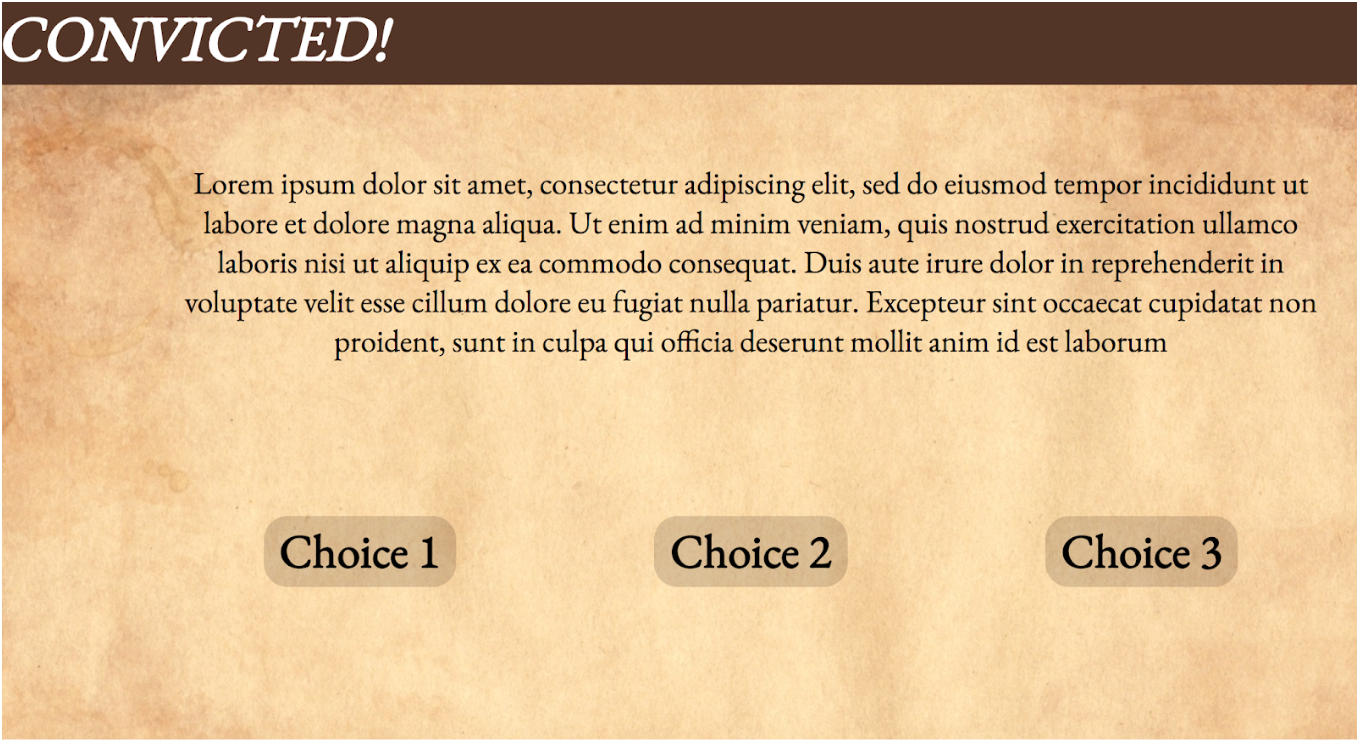 CONVICTED!
Lorem ipsum dolor sit amet, consectetur adipiscing elit, sed do eiusmod tempor incididunt ut
labore et dolore magna aliqua. Ut enim ad minim veniam, quis nostrud exercitation ullamco
laboris nisi ut aliquip ex ea commodo consequat. Duis aute irure dolor in reprehenderit in
voluptate velit esse cillum dolore eu fugiat nulla pariatur. Excepteur sint occaecat cupidatat non
proident, sunt in culpa qui officia deserunt mollit anim id est laborum
Choice 1
Choice 2
Choice 3